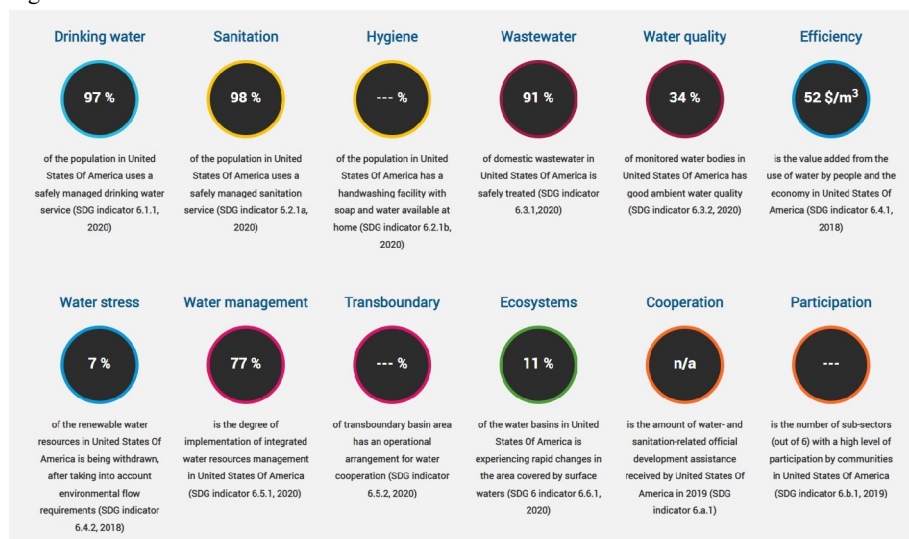 Drinking water
97 %
of the population in United
States Of America uses a
safely managed drinking water
service (SDG indicator 6.1.1,
2020)
Sanitation
98 %
of the population in United
States Of America uses a
safely managed sanitation
service (SDG indicator 6.2.1a,
2020)
Hygiene
--- %
of the population in United
States Of America has a
handwashing facility with
soap and water available at
home (SDG indicator 6.2.1b,
2020)
Wastewater
91 %
of domestic wastewater in
United States Of America is
safely treated (SDG indicator
6.3.1,2020)
Water quality
34 %
of monitored water bodies in
United States Of America has
good ambient water quality
(SDG indicator 6.3.2, 2020)
Efficiency
52 $/m³
is the value added from the
use of water by people and the
economy in United States Of
America (SDG indicator 6.4.1,
2018)
Water stress
7 %
of the renewable water
resources in United States Of
America is being withdrawn,
after taking into account
environmental flow
requirements (SDG indicator
6.4.2, 2018)
Water management
77 %
is the degree of
implementation of integrated
water resources management
in United States Of America
(SDG indicator 6.5.1, 2020)
Transboundary
--- %
of transboundary basin area
has an operational
arrangement for water
cooperation (SDG indicator
6.5.2, 2020)
Ecosystems
11 %
of the water basins in United
States Of America is
experiencing rapid changes in
the area covered by surface
waters (SDG 6 indicator 6.6.1,
2020)
Cooperation
n/a
is the amount of water- and
sanitation-related official
development assistance
received by United States Of
America in 2019 (SDG
indicator 6.a.1)
Participation
---
is the number of sub-sectors
(out of 6) with a high level of
participation by communities
in United States Of America
(SDG indicator 6.b.1, 2019)